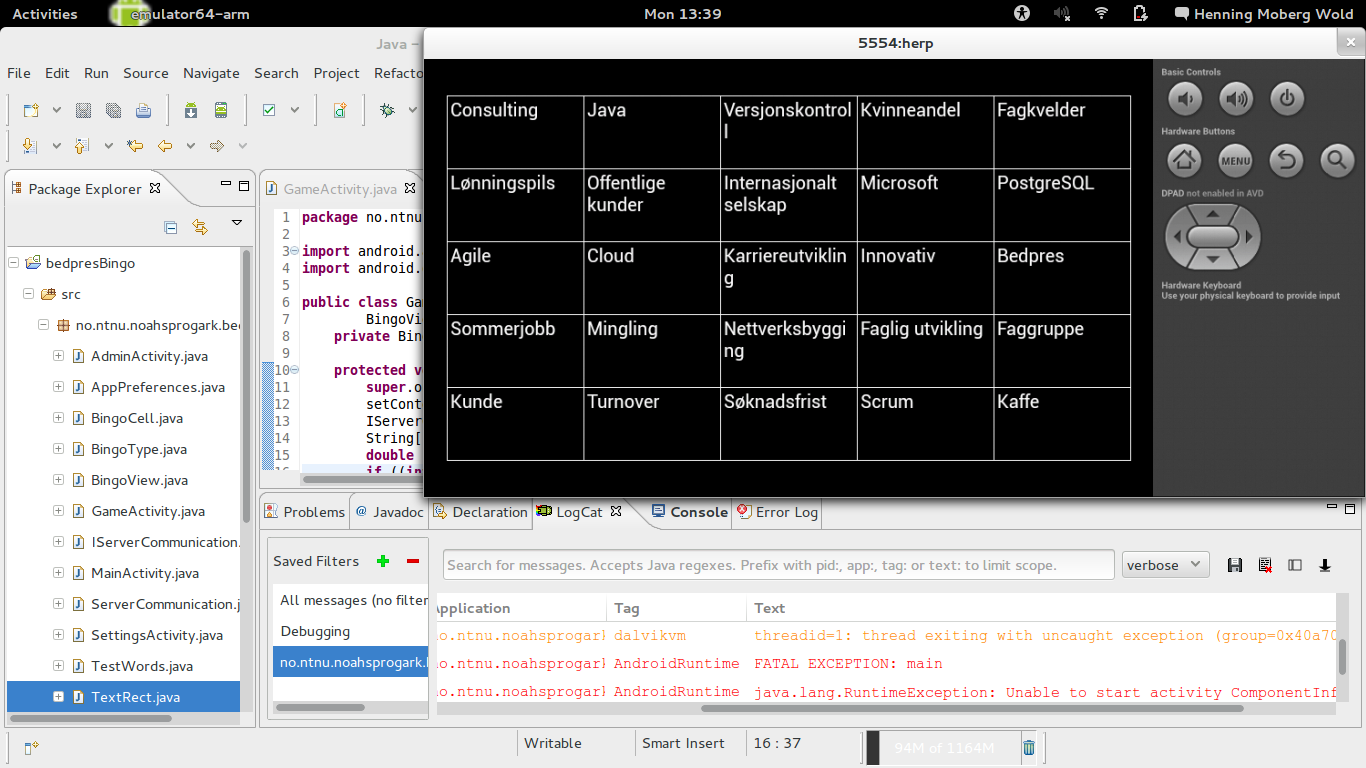 Activities
emulator64-arm
Mon 13:39
Henning Moberg Wold
Java -
5554:herp
File Edit Run Source Navigate Search Project Refacto
Package Explorer
bedpresBingo
src
no.ntnu.noahsprogark.be
AdminActivity.java
AppPreferences.java
BingoCell.java
BingoType.java
BingoView.java
GameActivity.java
IServerCommunication.
MainActivity.java
ServerCommunication.j
SettingsActivity.java
TestWords.java
TextRect.java
GameActivity.java
1 package no.ntnu
2
3 import android.
4 import android.
5
6 public class Ga
7 BingoVi
8 private Bin
9
10 protected v
11 super.o
12 setCont
13 IServer
14 String[
15 double
16 if ((in
Consulting Java Versjonskontrol Kvinneandel Fagkvelder
l
Lønningspils Offentlige Internasjonalt Microsoft PostgreSQL
kunder selskap
Agile Cloud Karriereutviklin Innovativ Bedpres
g
Sommerjobb Mingling Nettverksbyggi Faglig utvikling Faggruppe
ng
Kunde Turnover Søknadsfrist Scrum Kaffe
Basic Controls
Hardware Buttons
MENU
DPAD not enabled in AVD
Hardware Keyboard
Use your physical keyboard to provide input
Problems @ Javadoc Declaration LogCat Console Error Log
Saved Filters
All messages (no filter
Debugging
no.ntnu.noahsprogark.b
Search for messages. Accepts Java regexes. Prefix with pid:, app:, tag: or text: to limit scope.
verbose
Application Tag Text
no.ntnu.noahsprogark dalvikvm threadid=1: thread exiting with uncaught exception (group=0x40a70
no.ntnu.noahsprogark AndroidRuntime FATAL EXCEPTION: main
no.ntnu.noahsprogark AndroidRuntime java.lang.RuntimeException: Unable to start activity ComponentInf
Writable
Smart Insert
16 : 37
94M of 1164M